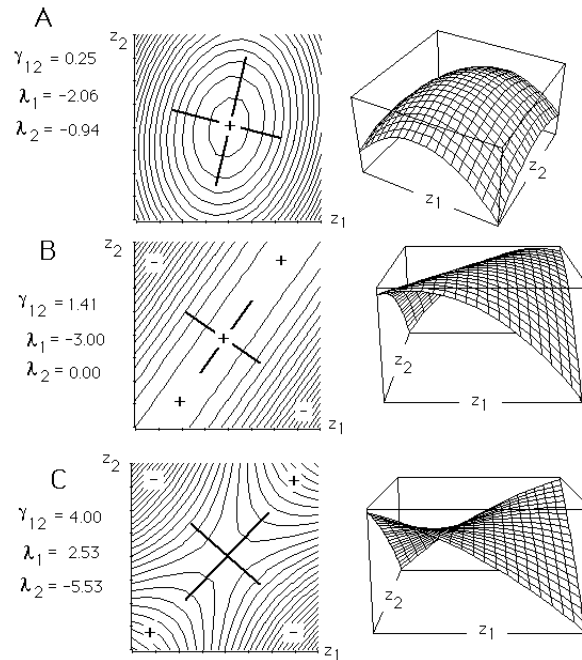 A
γ12 = 0.25
λ1 = −2.06
λ2 = −0.94
z2
+
z1
z1
z2
B
γ12 = 1.41
λ1 = −3.00
λ2 = 0.00
z2
−
+
+
+
−
z1
z2
z1
C
γ12 = 4.00
λ1 = 2.53
λ2 = −5.53
z2
−
+
+
−
z1
z2
z1